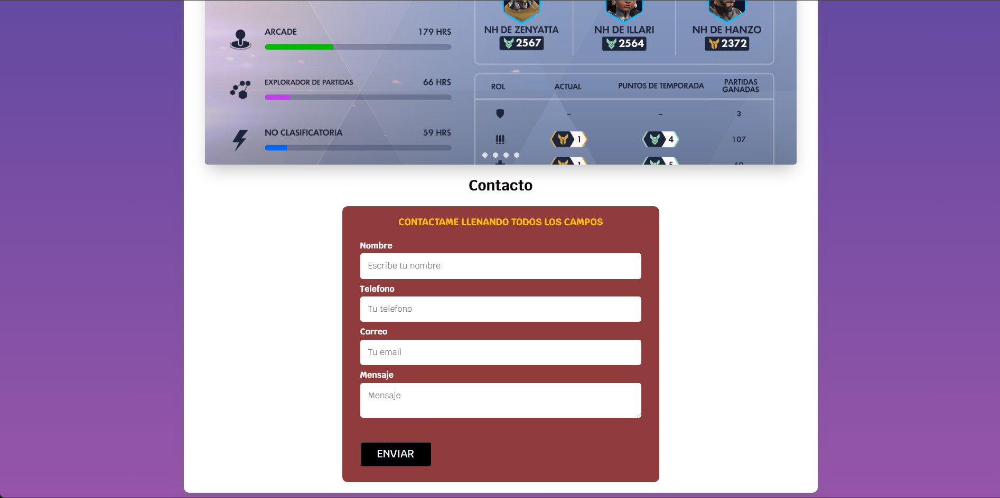 ARCADE 179 HRS
EXPLORADOR DE PARTIDAS 66 HRS
NO CLASIFICATORIA 59 HRS
NH DE ZENYATTA NH DE ILLARI NH DE HANZO
2567 2564 2372
ROL ACTUAL PUNTOS DE TEMPORADA PARTIDAS GANADAS
- - 3
1 4 107
1 5 60
Contacto
CONTACTAME LLENANDO TODOS LOS CAMPOS
Nombre
Escribe tu nombre
Telefono
Tu telefono
Correo
Tu email
Mensaje
Mensaje
ENVIAR